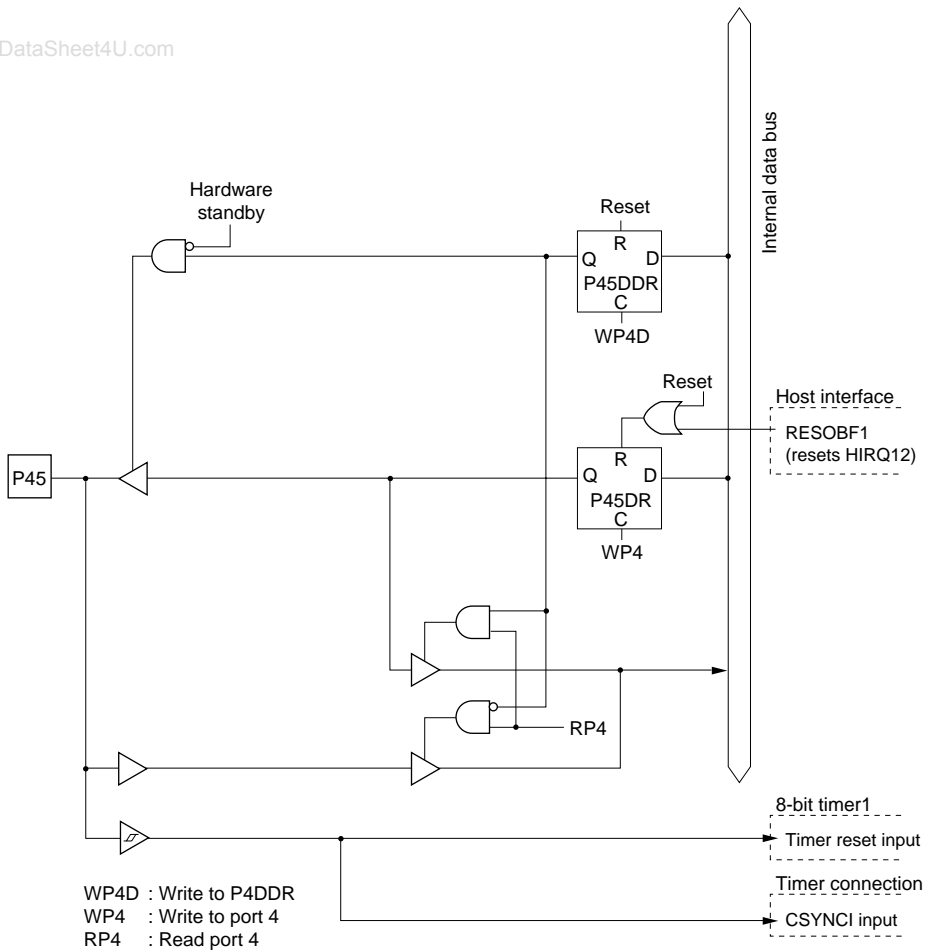 DataSheet4U.com
Hardware
standby
Reset
R
Q
D
P45DDR
C
WP4D
Internal data bus
Reset
Host interface
RESOBF1
(resets HIRQ12)
R
P45
Q
D
P45DR
C
WP4
RP4
8-bit timer1
Timer reset input
Timer connection
CSYNCI input
WP4D : Write to P4DDR
WP4 : Write to port 4
RP4 : Read port 4